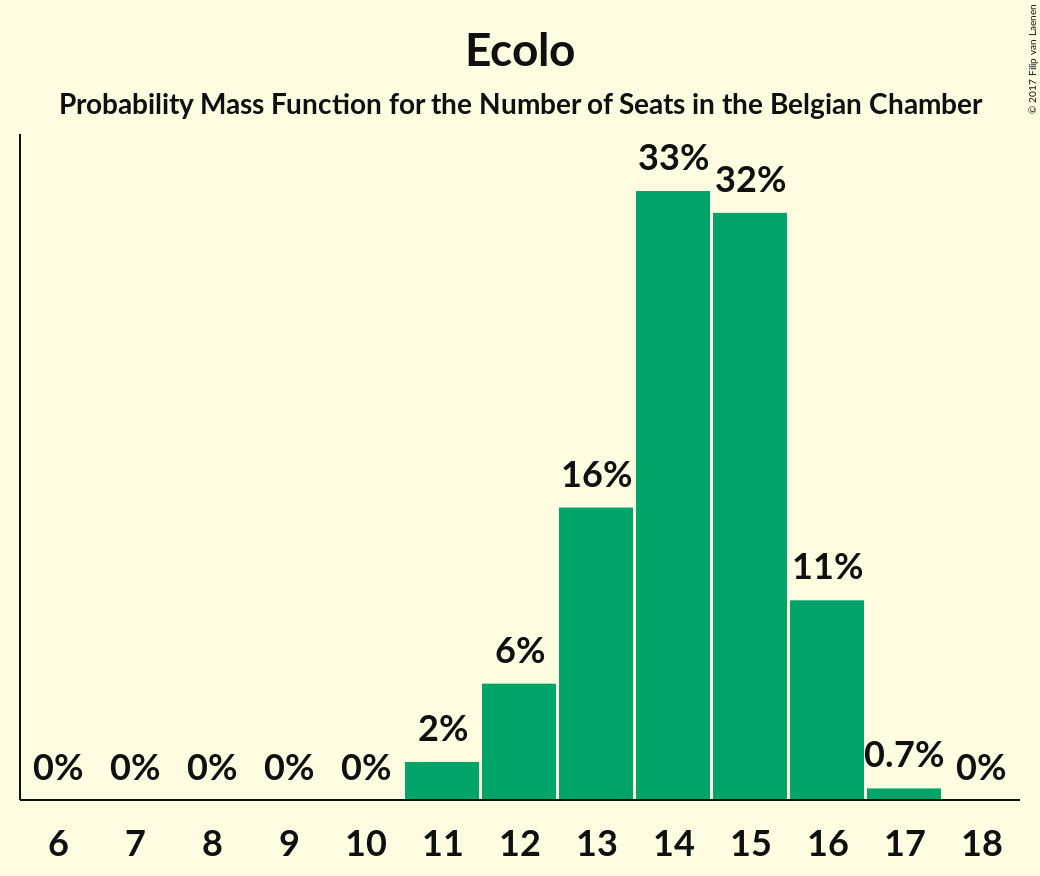 Ecolo
Probability Mass Function for the Number of Seats in the Belgian Chamber
© 2017 Filip van Laenen
33%
32%
16%
11%
6%
2%
0.7%
0% 0% 0% 0% 0% 0%
6 7 8 9 10 11 12 13 14 15 16 17 18